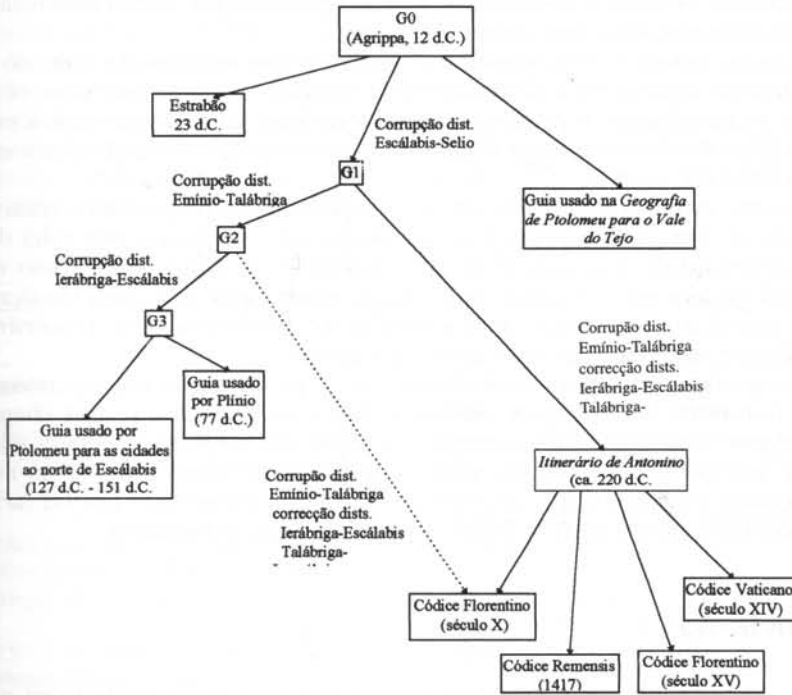 G0
(Agrippa, 12 d.C.)
Estrabão
23 d.C.
Corrupção dist.
Escálabis-Selio
G1
Corrupção dist.
Emínio-Talábriga
Guia usado na Geografia
de Ptolomeu para o Vale
do Tejo
G2
Corrupção dist.
Ierábriga-Escálabis
G3
Corrupão dist.
Emínio-Talábriga
correcção dists.
Ierábriga-Escálabis
Talábriga-
Guia usado
por Plínio
(77 d.C.)
Guia usado por
Ptolomeu para as cidades
ao norte de Escálabis
(127 d.C. - 151 d.C.
Itinerário de Antonino
(ca. 220 d.C.
Corrupão dist.
Emínio-Talábriga
correcção dists.
Ierábriga-Escálabis
Talábriga-
Códice Florentino
(século X)
Códice Vaticano
(século XIV)
Códice Remensis
(1417)
Códice Florentino
(século XV)